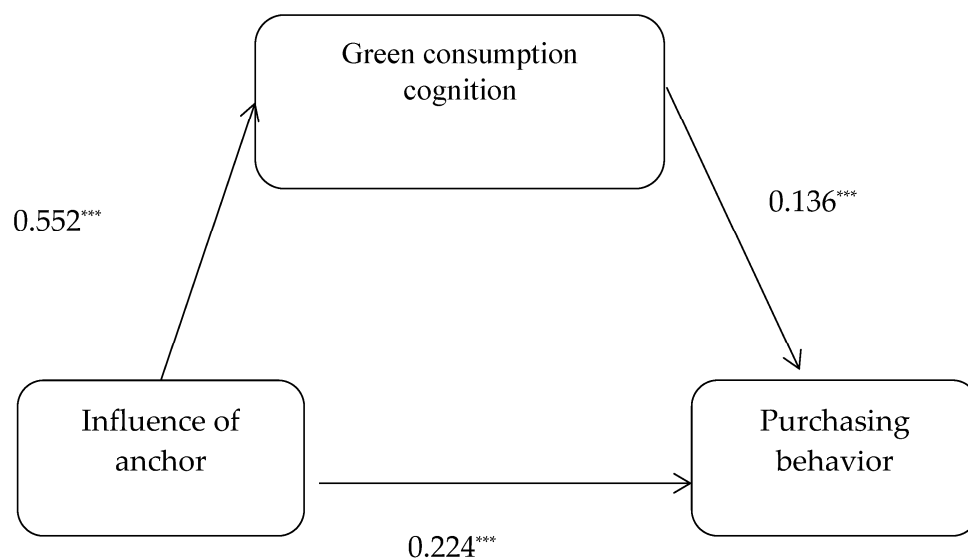 Green consumption
cognition
0.552***
0.136***
Influence of
anchor
Purchasing
behavior
0.224***